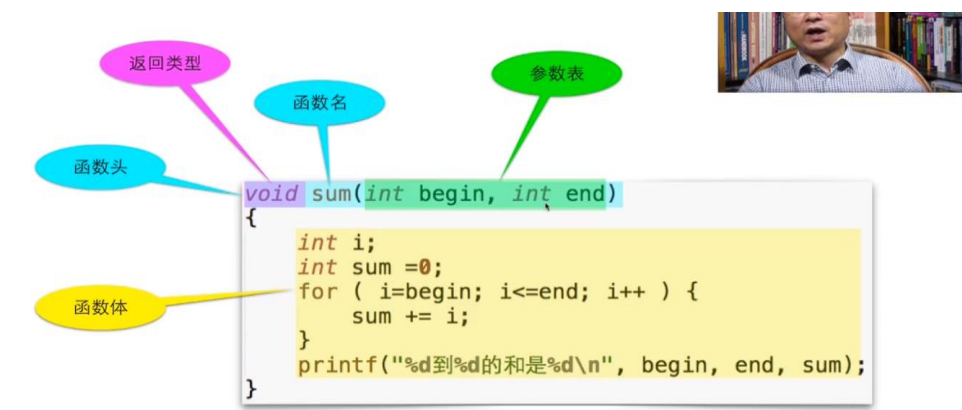 返回类型
函数名
参数表
函数头
void sum(int begin, int end)
{
int i;
int sum =0;
for ( i=begin; i<=end; i++ ) {
sum += i;
}
printf("%d到%d的和是%d\n", begin, end, sum);
}
函数体